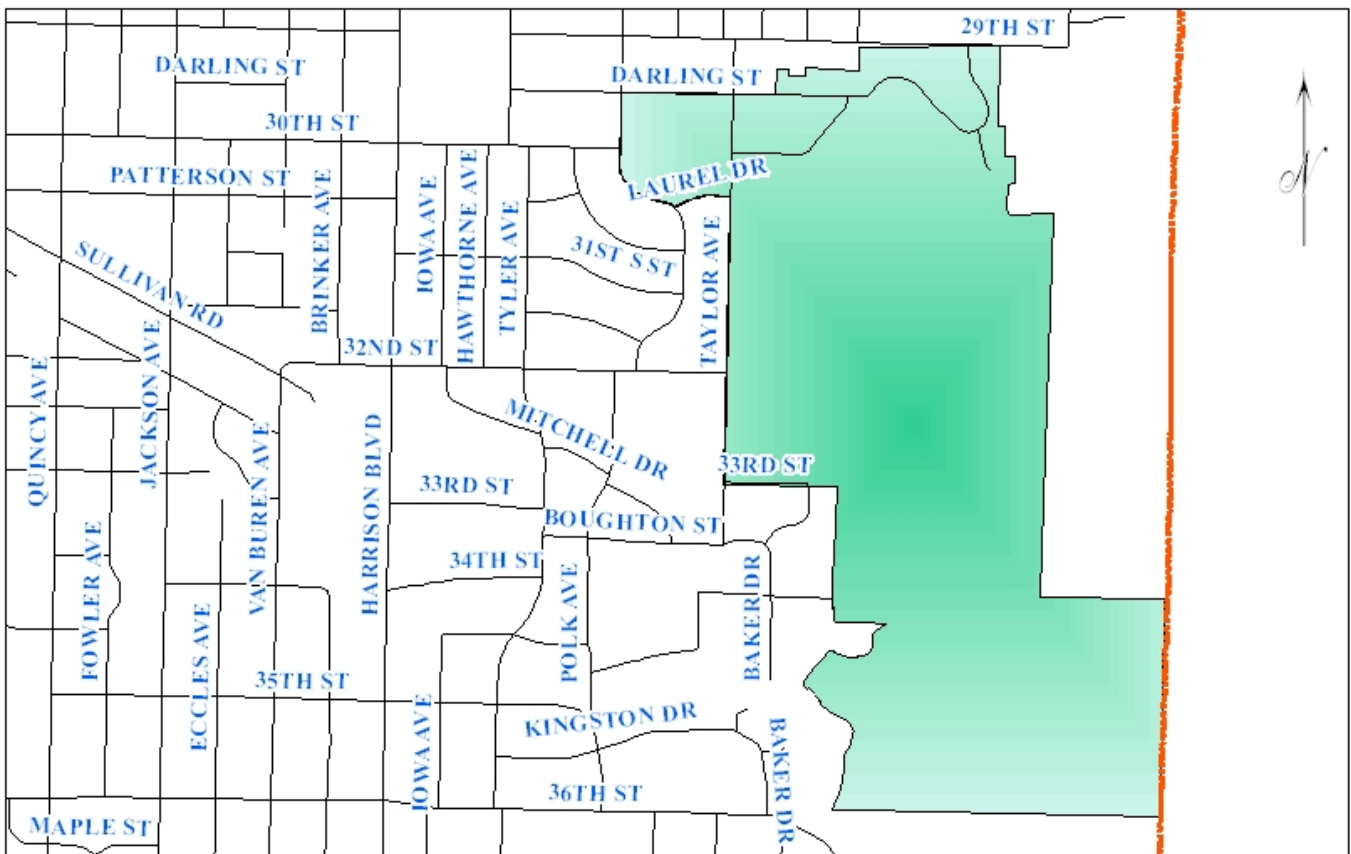 29TH ST
DARLING ST
DARLING ST
30TH ST
PATTERSON ST
LAUREL DR
N
BRINKER AVE
IOWA AVE
HAWTHORNE AVE
TYLER AVE
31ST S ST
TAYLOR AVE
SULLIVAN RD
32ND ST
QUINCY AVE
JACKSON AVE
VAN BUREN AVE
HARRISON BLVD
MITCHELL DR
33RD ST
33RD ST
BOUGHTON ST
34TH ST
FOWLER AVE
ECCLES AVE
POLK AVE
BAKER DR
35TH ST
IOWA AVE
KINGSTON DR
BAKER DR
36TH ST
MAPLE ST